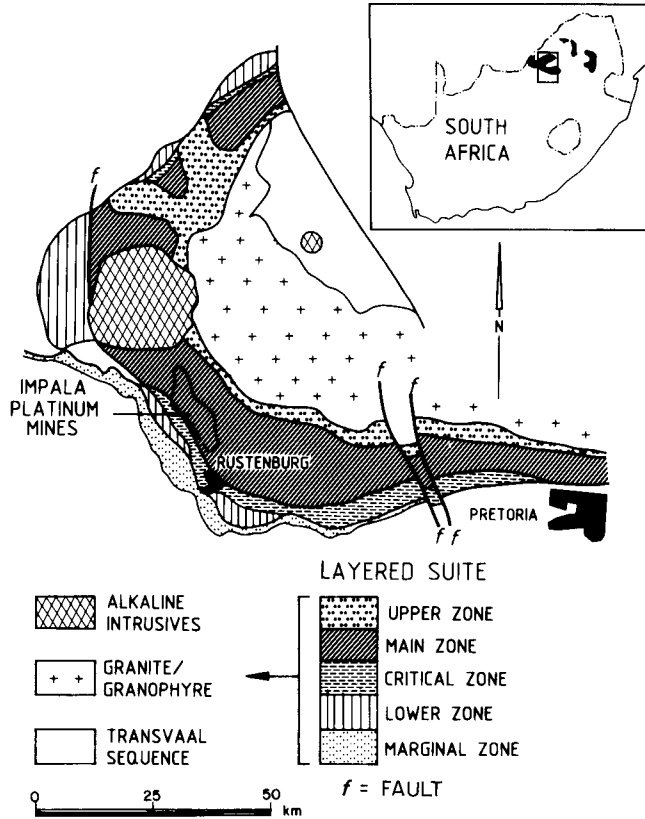 SOUTH
AFRICA
N
f
IMPALA
PLATINUM
MINES
RUSTENBURG
f
f
f f
PRETORIA
LAYERED SUITE
ALKALINE
INTRUSIVES
GRANITE/
GRANOPHYRE
TRANSVAAL
SEQUENCE
UPPER ZONE
MAIN ZONE
CRITICAL ZONE
LOWER ZONE
MARGINAL ZONE
f = FAULT
0 25 50
km